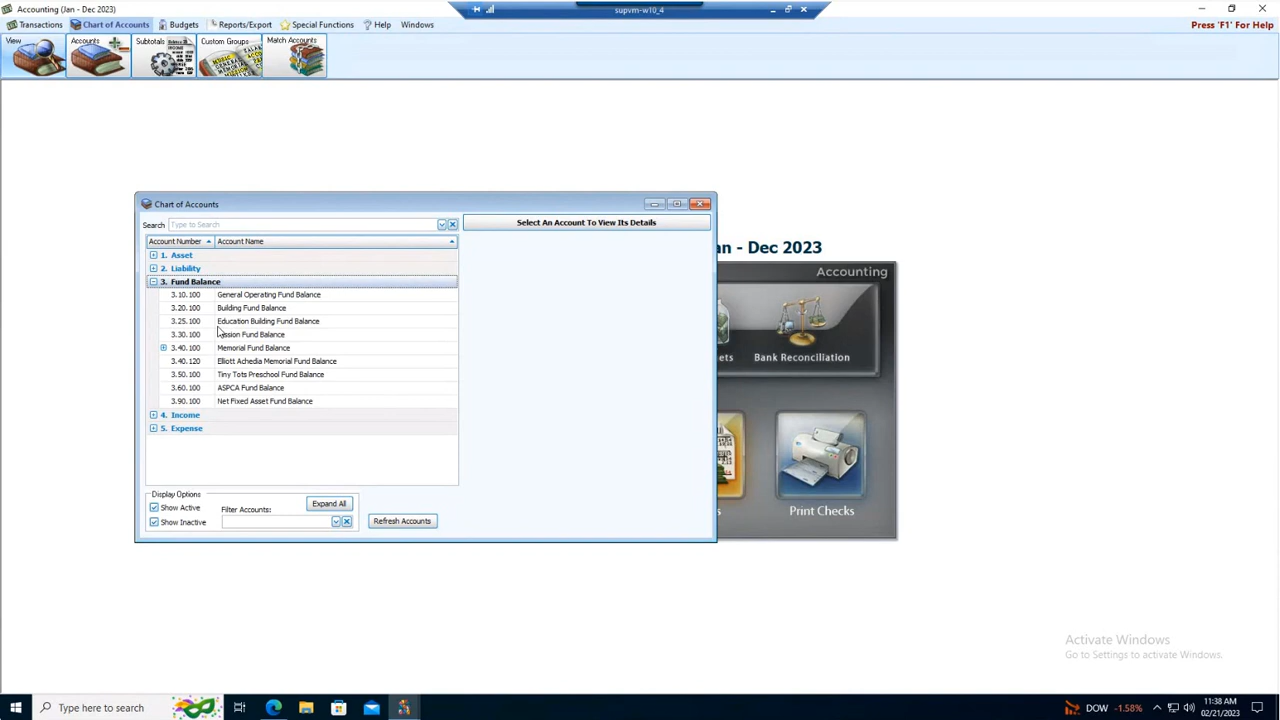 Accounting (Jan - Dec 2023)
supvm-w10_4
Transactions Chart of Accounts Budgets Reports/Export Special Functions Help Windows
Press 'F1' For Help
View Accounts Subtotals Custom Groups Match Accounts
Chart of Accounts
Search Type to Search
Select An Account To View Its Details
Account Number Account Name
1. Asset
2. Liability
3. Fund Balance
3.10.100 General Operating Fund Balance
3.20.100 Building Fund Balance
3.25.100 Education Building Fund Balance
3.30.100 ission Fund Balance
3.40.100 Memorial Fund Balance
3.40.120 Elliott Achedia Memorial Fund Balance
3.50.100 Tiny Tots Preschool Fund Balance
3.60.100 ASPCA Fund Balance
3.90.100 Net Fixed Asset Fund Balance
4. Income
5. Expense
Display Options
Show Active
Show Inactive
Filter Accounts:
Expand All
Refresh Accounts
an - Dec 2023
Accounting
ets Bank Reconciliation
s Print Checks
Activate Windows
Go to Settings to activate Windows.
Type here to search
DOW -1.58%
11:38 AM
02/21/2023